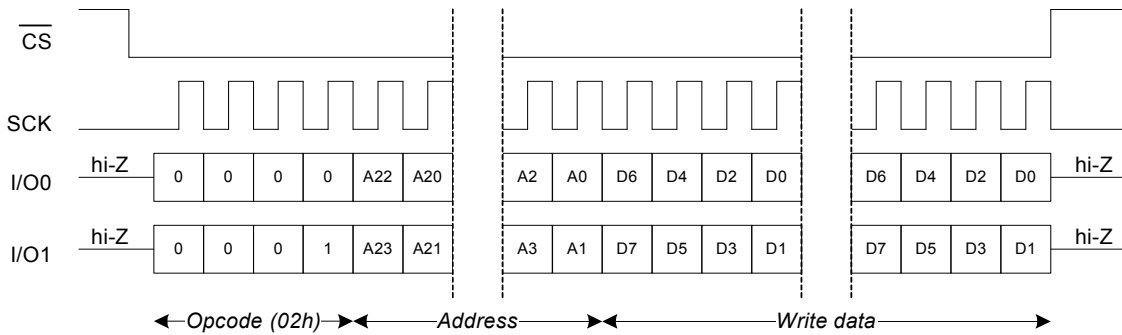 CS
SCK
hi-Z hi-Z
I/O0 0 0 0 0 A22 A20 A2 A0 D6 D4 D2 D0 D6 D4 D2 D0
hi-Z hi-Z
I/O1 0 0 0 1 A23 A21 A3 A1 D7 D5 D3 D1 D7 D5 D3 D1
Opcode (02h) Address Write data